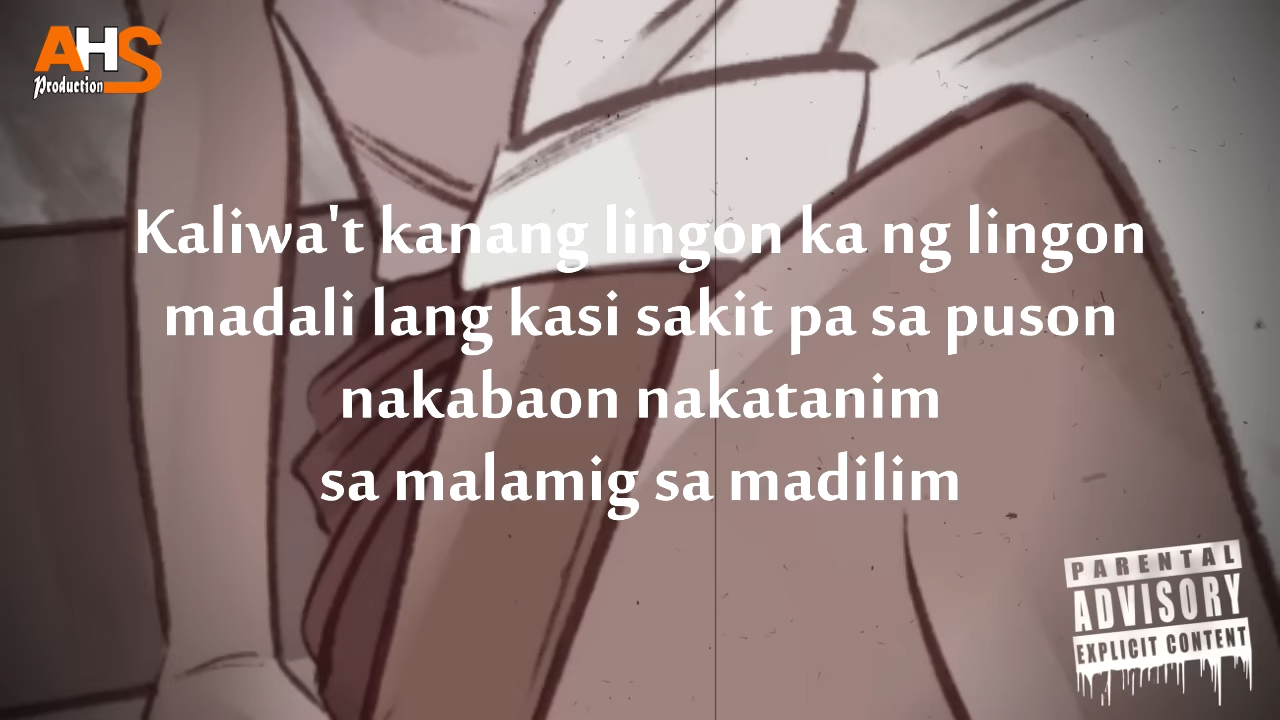 AHS
Production
Kaliwa't kanang lingon ka ng lingon
madali lang kasi sakit pa sa puson
nakabaon nakatanim
sa malamig sa madilim
PARENTAL
ADVISORY
EXPLICIT CONTENT